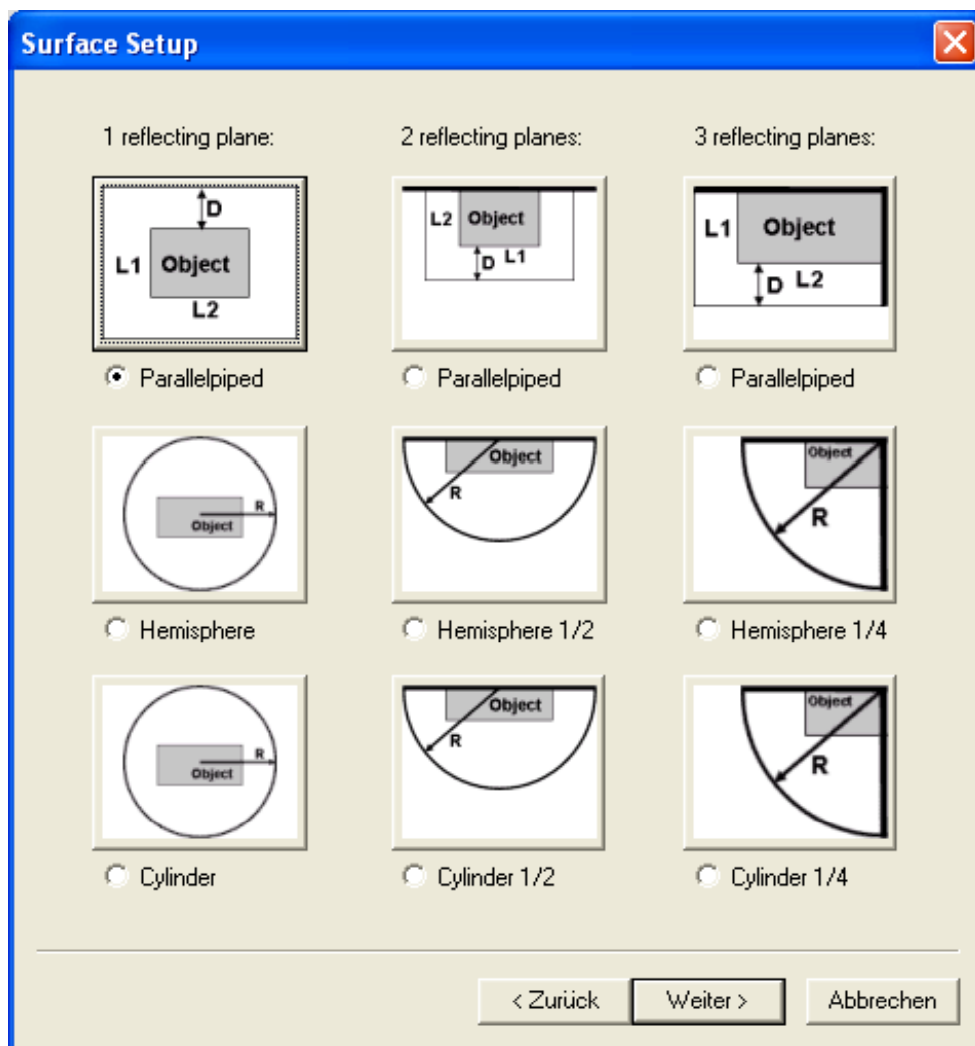 Surface Setup
1 reflecting plane:
2 reflecting planes:
3 reflecting planes:
D
L1
Object
L2
L2
Object
D
L1
L1
Object
D
L2
Parallelpiped
Parallelpiped
Parallelpiped
R
Object
Object
R
Object
R
Hemisphere
Hemisphere 1/2
Hemisphere 1/4
R
Object
Object
R
Object
R
Cylinder
Cylinder 1/2
Cylinder 1/4
< Zurück
Weiter >
Abbrechen